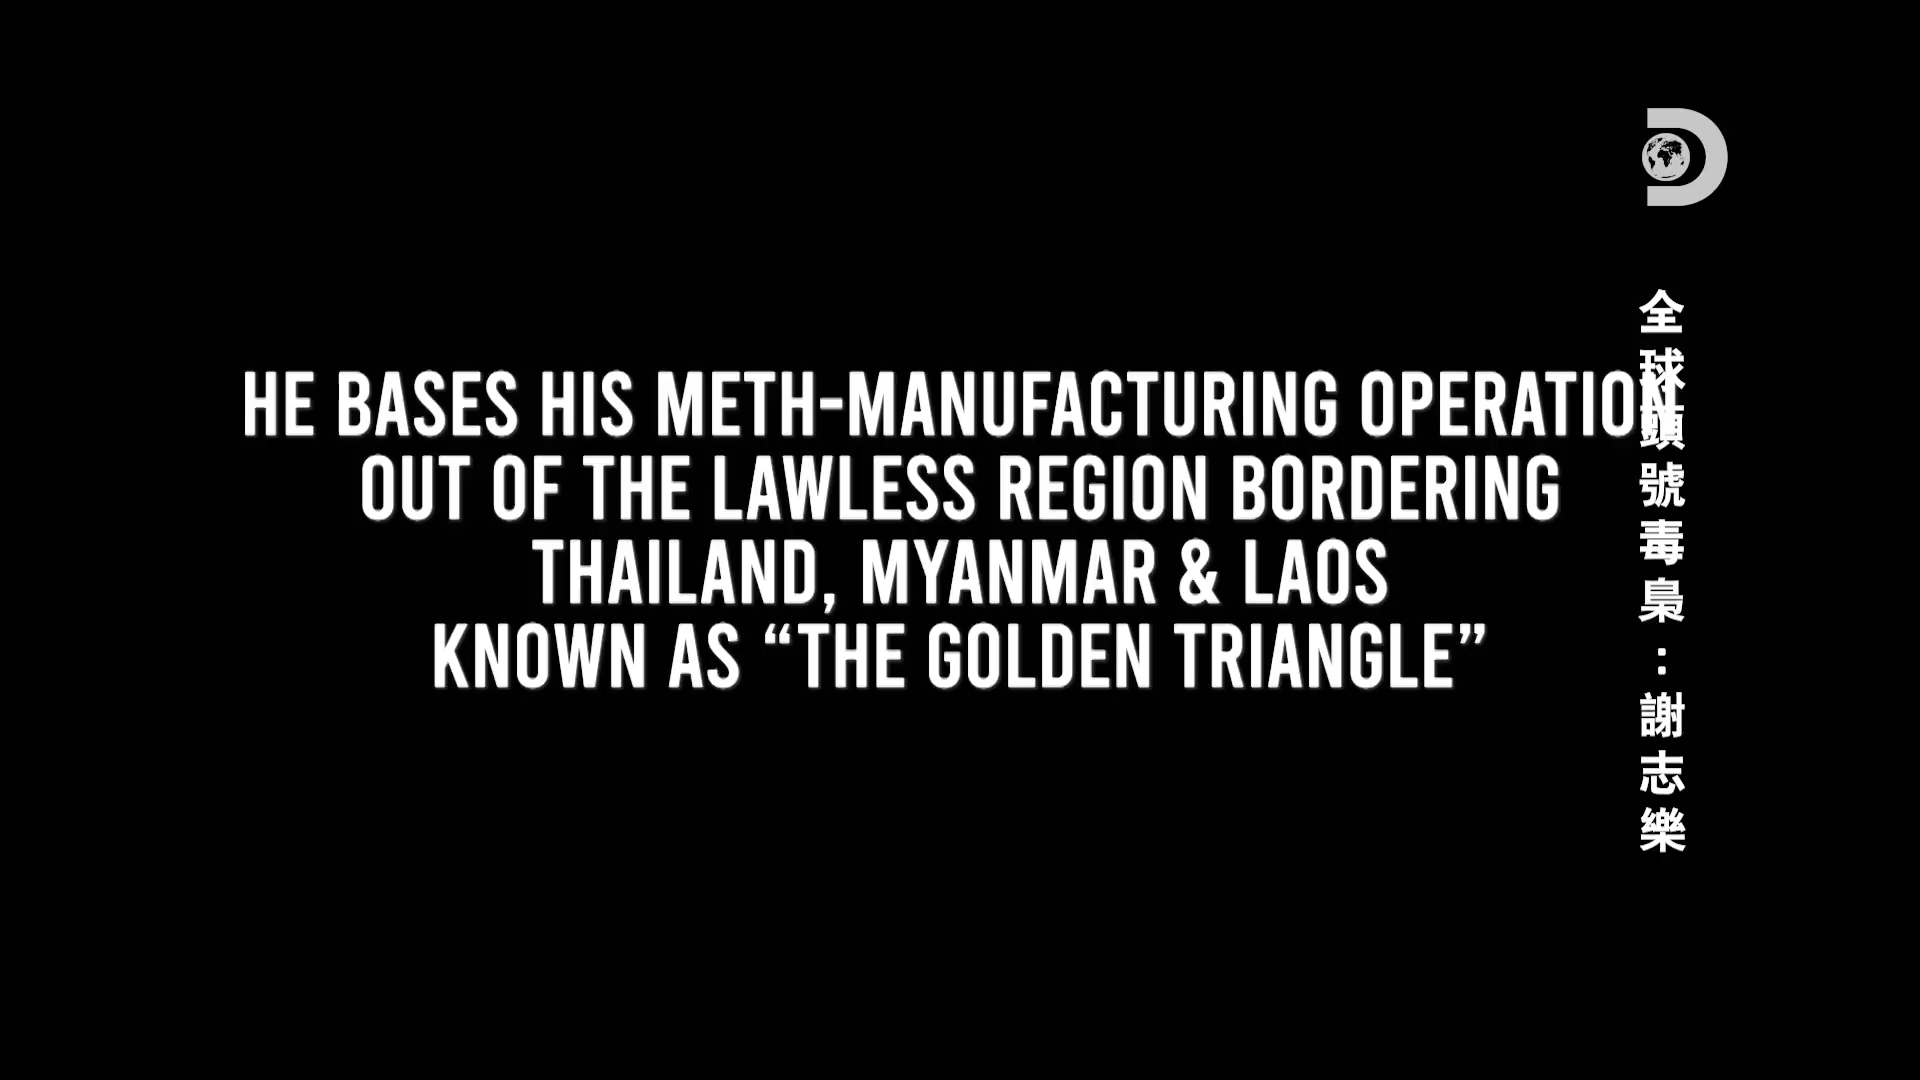 HE BASES HIS METH-MANUFACTURING OPERATION
OUT OF THE LAWLESS REGION BORDERING
THAILAND, MYANMAR & LAOS
KNOWN AS “THE GOLDEN TRIANGLE”
全球頭號毒梟：謝志樂